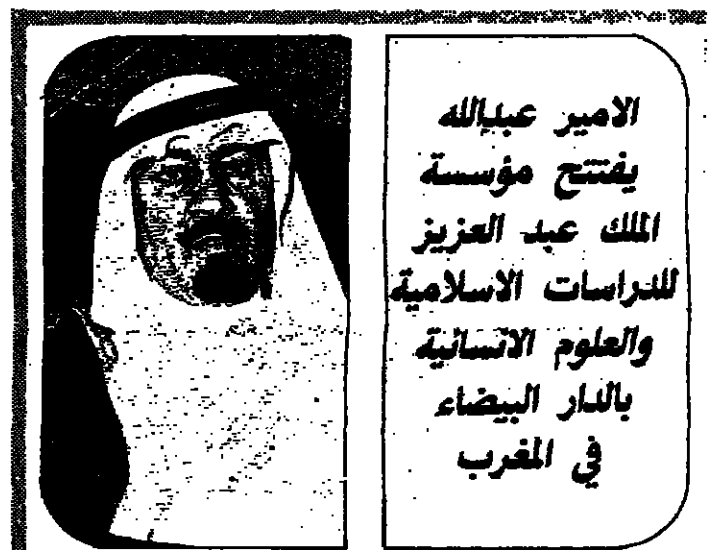 الامير عبدالله
يفتتح مؤسسة
الملك عبد العزيز
للدراسات الاسلامية
والعلوم الانسانية
بالدار البيضاء
في المغرب